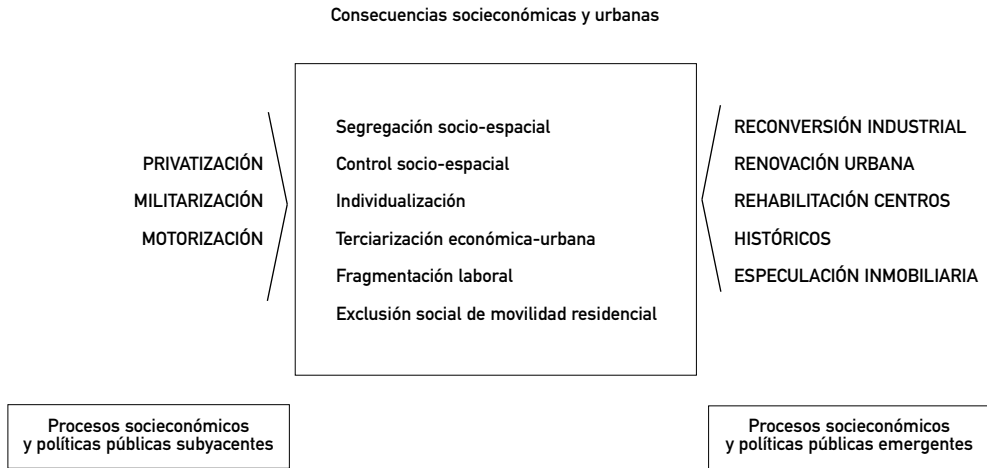 Consecuencias socieconómicas y urbanas
PRIVATIZACIÓN
MILITARIZACIÓN
MOTORIZACIÓN
Segregación socio-espacial
Control socio-espacial
Individualización
Terciarización económica-urbana
Fragmentación laboral
Exclusión social de movilidad residencial
RECONVERSIÓN INDUSTRIAL
RENOVACIÓN URBANA
REHABILITACIÓN CENTROS
HISTÓRICOS
ESPECULACIÓN INMOBILIARIA
Procesos socieconómicos
y políticas públicas subyacentes
Procesos socieconómicos
y políticas públicas emergentes